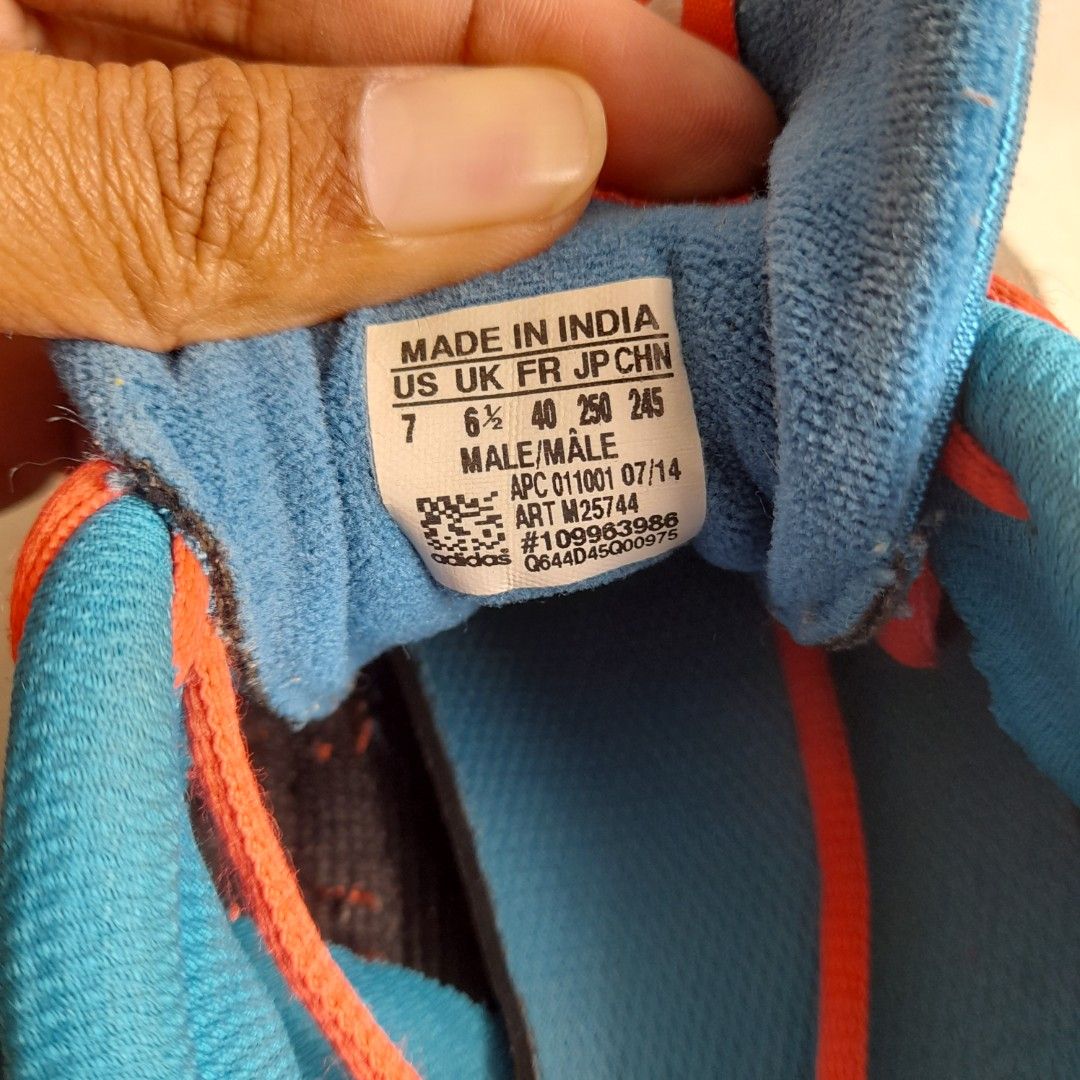 MADE IN INDIA
US UK FR JP CHN
7 6½ 40 250 245
MALE/MÂLE
APC 011001 07/14
ART M25744
#109963986
adidas Q644D45Q00975